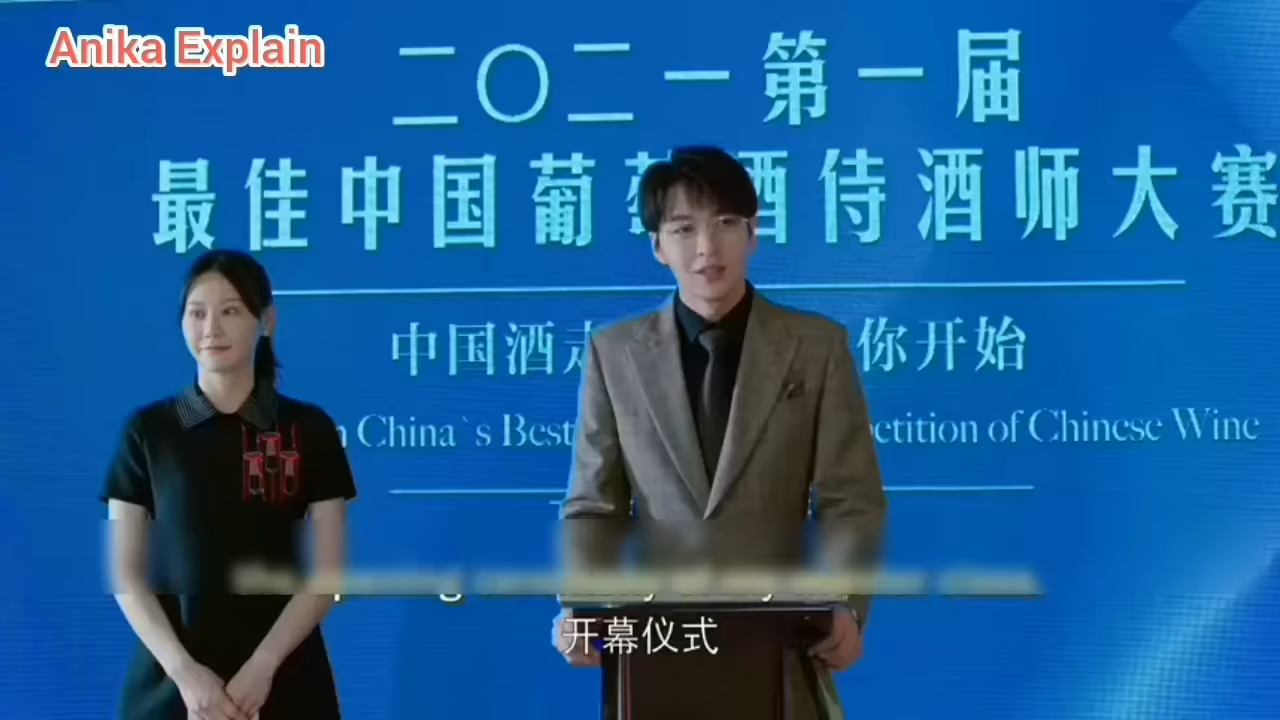 Anika Explain
二〇二一第一届
最佳中国葡萄酒侍酒师大赛
中国酒走 你开始
China`s Best etition of Chinese Wine
开幕仪式